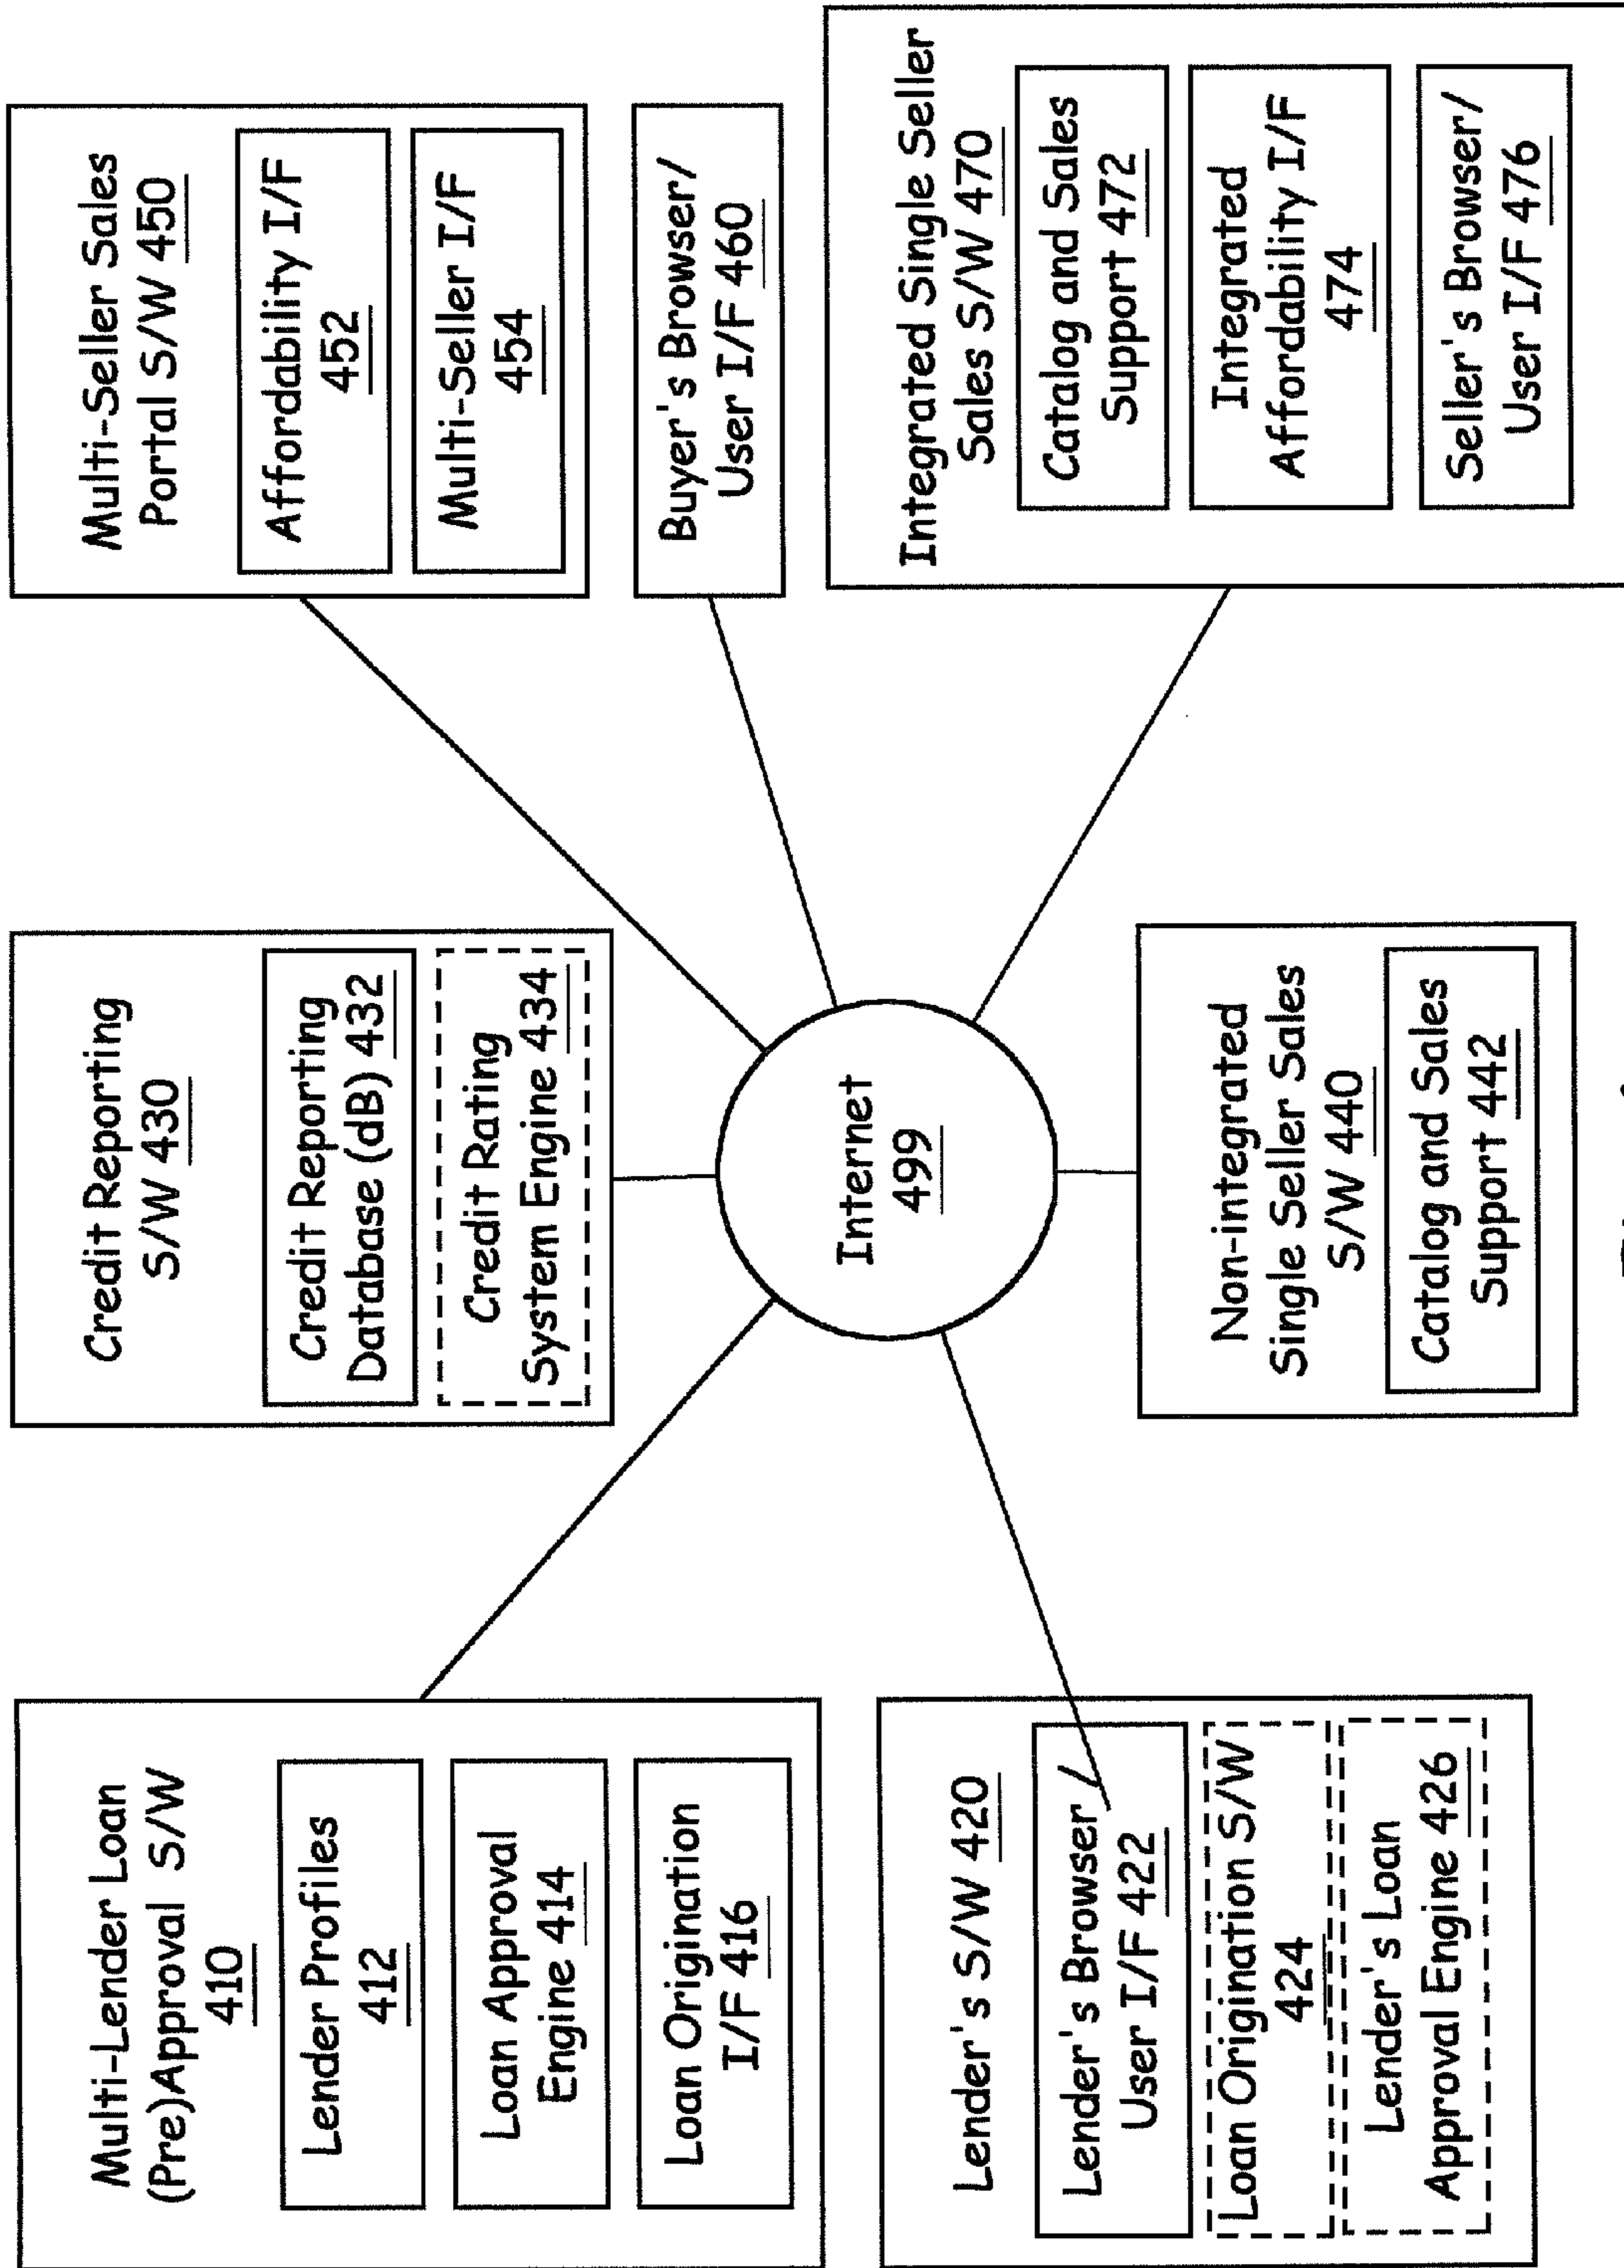 Multi-Lender Loan
(Pre)Approval S/W
410
Lender Profiles
412
Loan Approval
Engine 414
Loan Origination
I/F 416
Credit Reporting
S/W 430
Credit Reporting
Database (dB) 432
Credit Rating
System Engine 434
Multi-Seller Sales
Portal S/W 450
Affordability I/F
452
Multi-Seller I/F
454
Buyer's Browser/
User I/F 460
Internet
499
Lender's S/W 420
Lender's Browser /
User I/F 422
Loan Origination S/W
424
Lender's Loan
Approval Engine 426
Non-integrated
Single Seller Sales
S/W 440
Catalog and Sales
Support 442
Integrated Single Seller
Sales S/W 470
Catalog and Sales
Support 472
Integrated
Affordability I/F
474
Seller's Browser/
User I/F 476